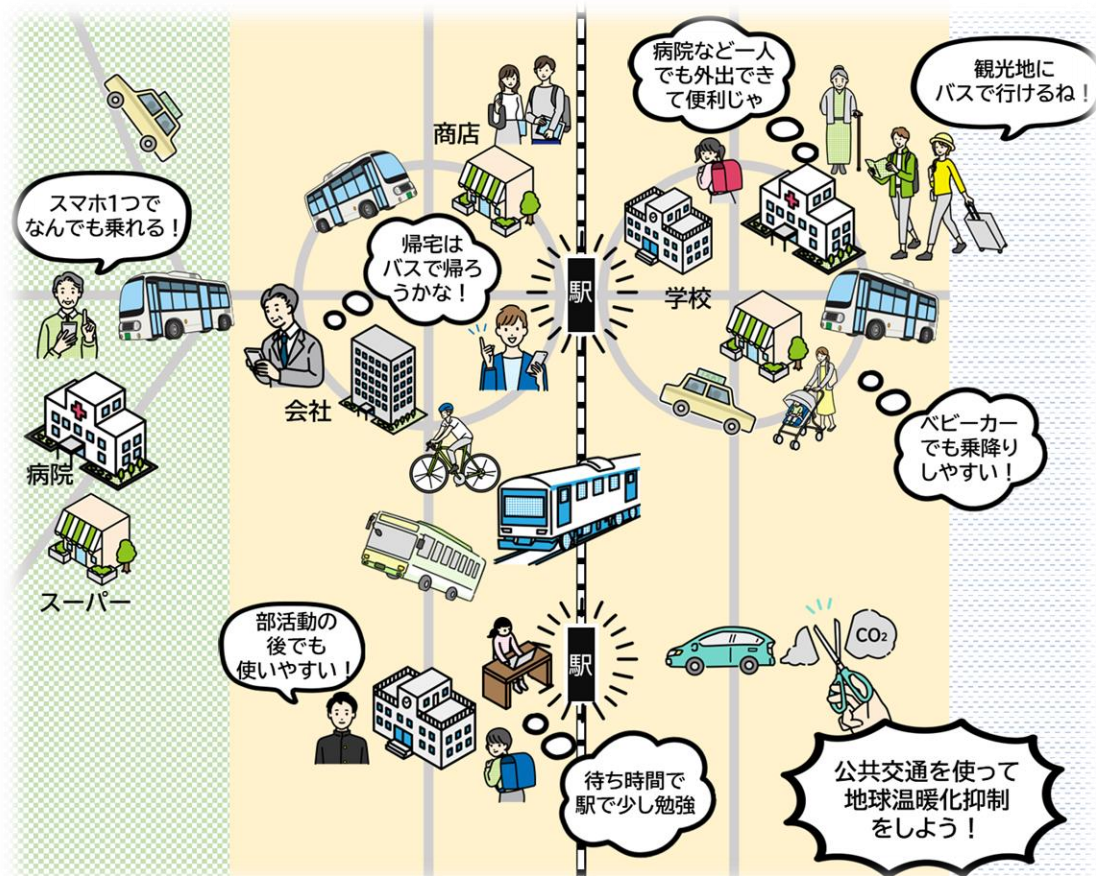 病院など一人
でも外出でき
て便利じゃ
観光地に
バスで行けるね！
商店
スマホ1つで
なんでも乗れる！
帰宅は
バスで帰ろ
うかな！
駅
学校
会社
病院
ベビーカー
でも乗降り
しやすい！
スーパー
部活動の
後でも
使いやすい！
駅
CO₂
待ち時間で
駅で少し勉強
公共交通を使って
地球温暖化抑制
をしよう！